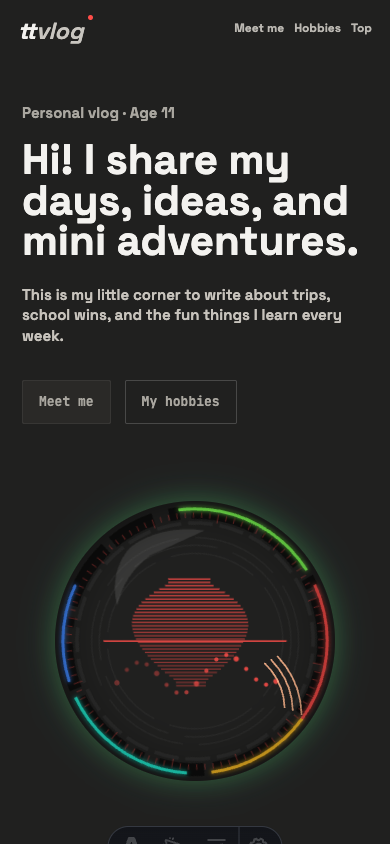 ttvlog
Meet me Hobbies Top
Personal vlog · Age 11
Hi! I share my
days, ideas, and
mini adventures.
This is my little corner to write about trips,
school wins, and the fun things I learn every
week.
Meet me
My hobbies